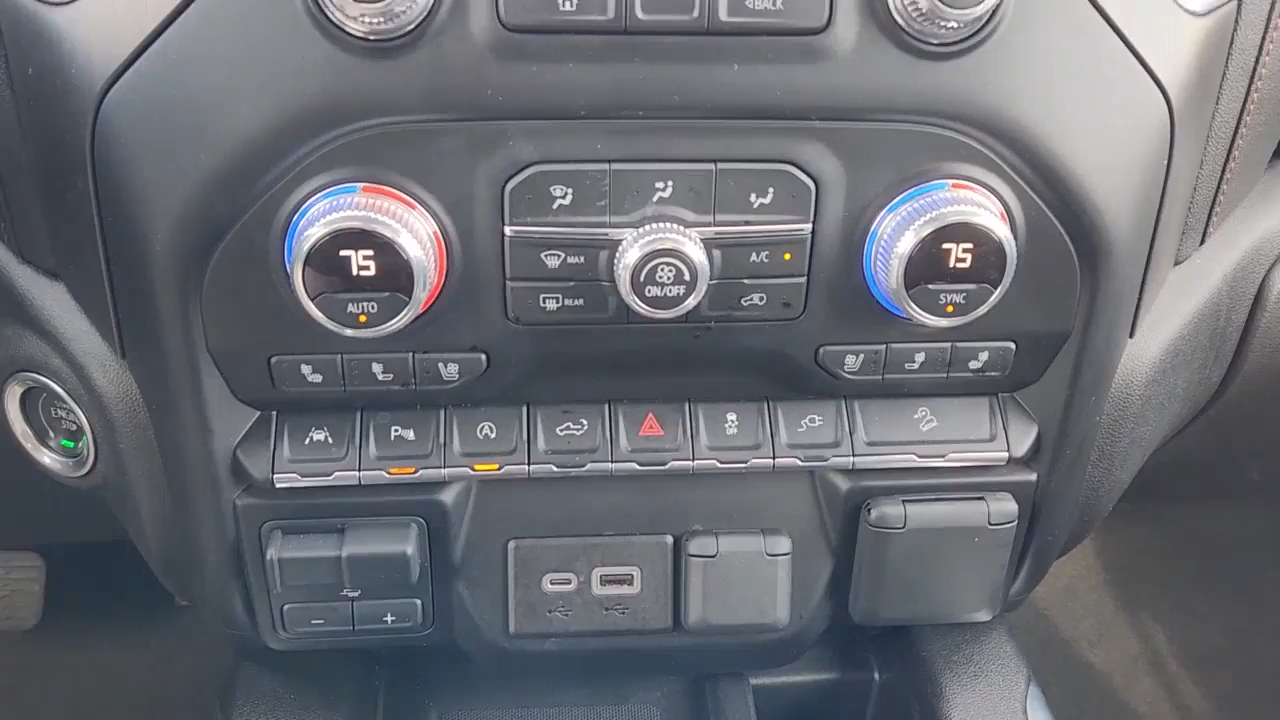 BACK
75
AUTO
MAX
REAR
ON/OFF
A/C
75
SYNC
ENGINE
STOP
P
A
OFF
- +